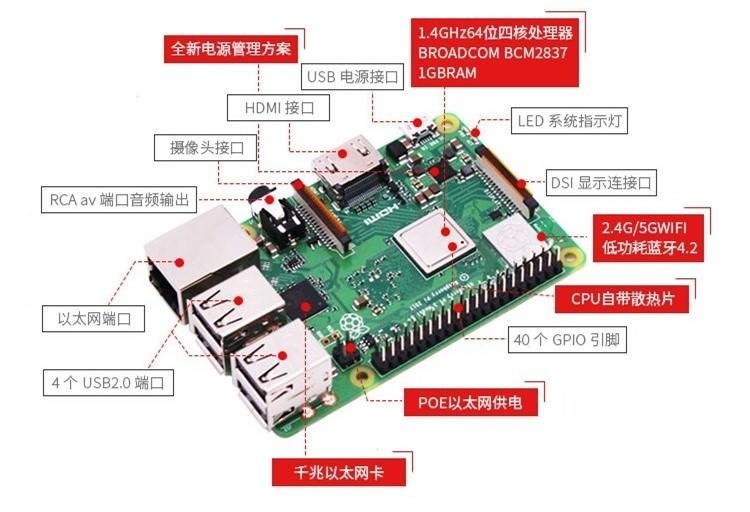 全新电源管理方案
1.4GHz64位四核处理器
BROADCOM BCM2837
1GBRAM
USB 电源接口
HDMI 接口
LED 系统指示灯
摄像头接口
DSI 显示连接口
RCA av 端口音频输出
2.4G/5GWIFI
低功耗蓝牙4.2
HDMI
CPU自带散热片
以太网端口
40 个 GPIO 引脚
4 个 USB2.0 端口
POE以太网供电
千兆以太网卡